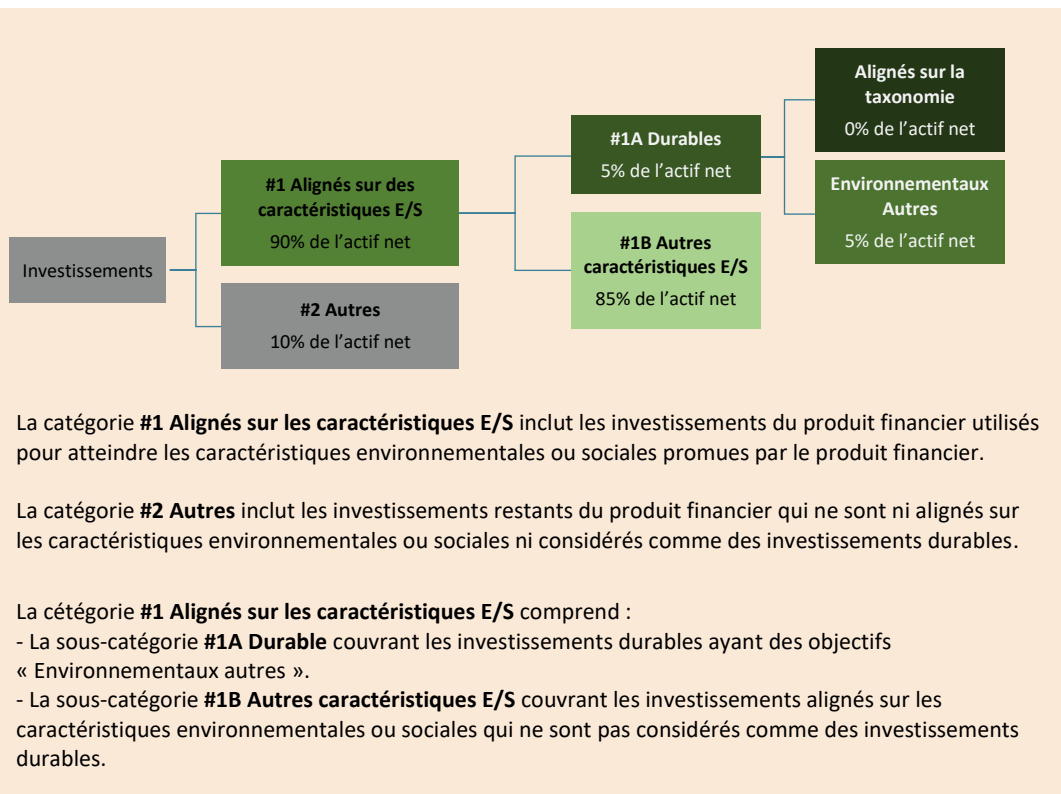 Alignés sur la
taxonomie
0% de l’actif net
#1A Durables
5% de l’actif net
#1 Alignés sur des
caractéristiques E/S
90% de l’actif net
Environnementaux
Autres
5% de l’actif net
#1B Autres
caractéristiques E/S
85% de l’actif net
Investissements
#2 Autres
10% de l’actif net
La catégorie #1 Alignés sur les caractéristiques E/S inclut les investissements du produit financier utilisés
pour atteindre les caractéristiques environnementales ou sociales promues par le produit financier.
La catégorie #2 Autres inclut les investissements restants du produit financier qui ne sont ni alignés sur
les caractéristiques environnementales ou sociales ni considérés comme des investissements durables.
La cétégorie #1 Alignés sur les caractéristiques E/S comprend :
- La sous-catégorie #1A Durable couvrant les investissements durables ayant des objectifs
« Environnementaux autres ».
- La sous-catégorie #1B Autres caractéristiques E/S couvrant les investissements alignés sur les
caractéristiques environnementales ou sociales qui ne sont pas considérés comme des investissements
durables.